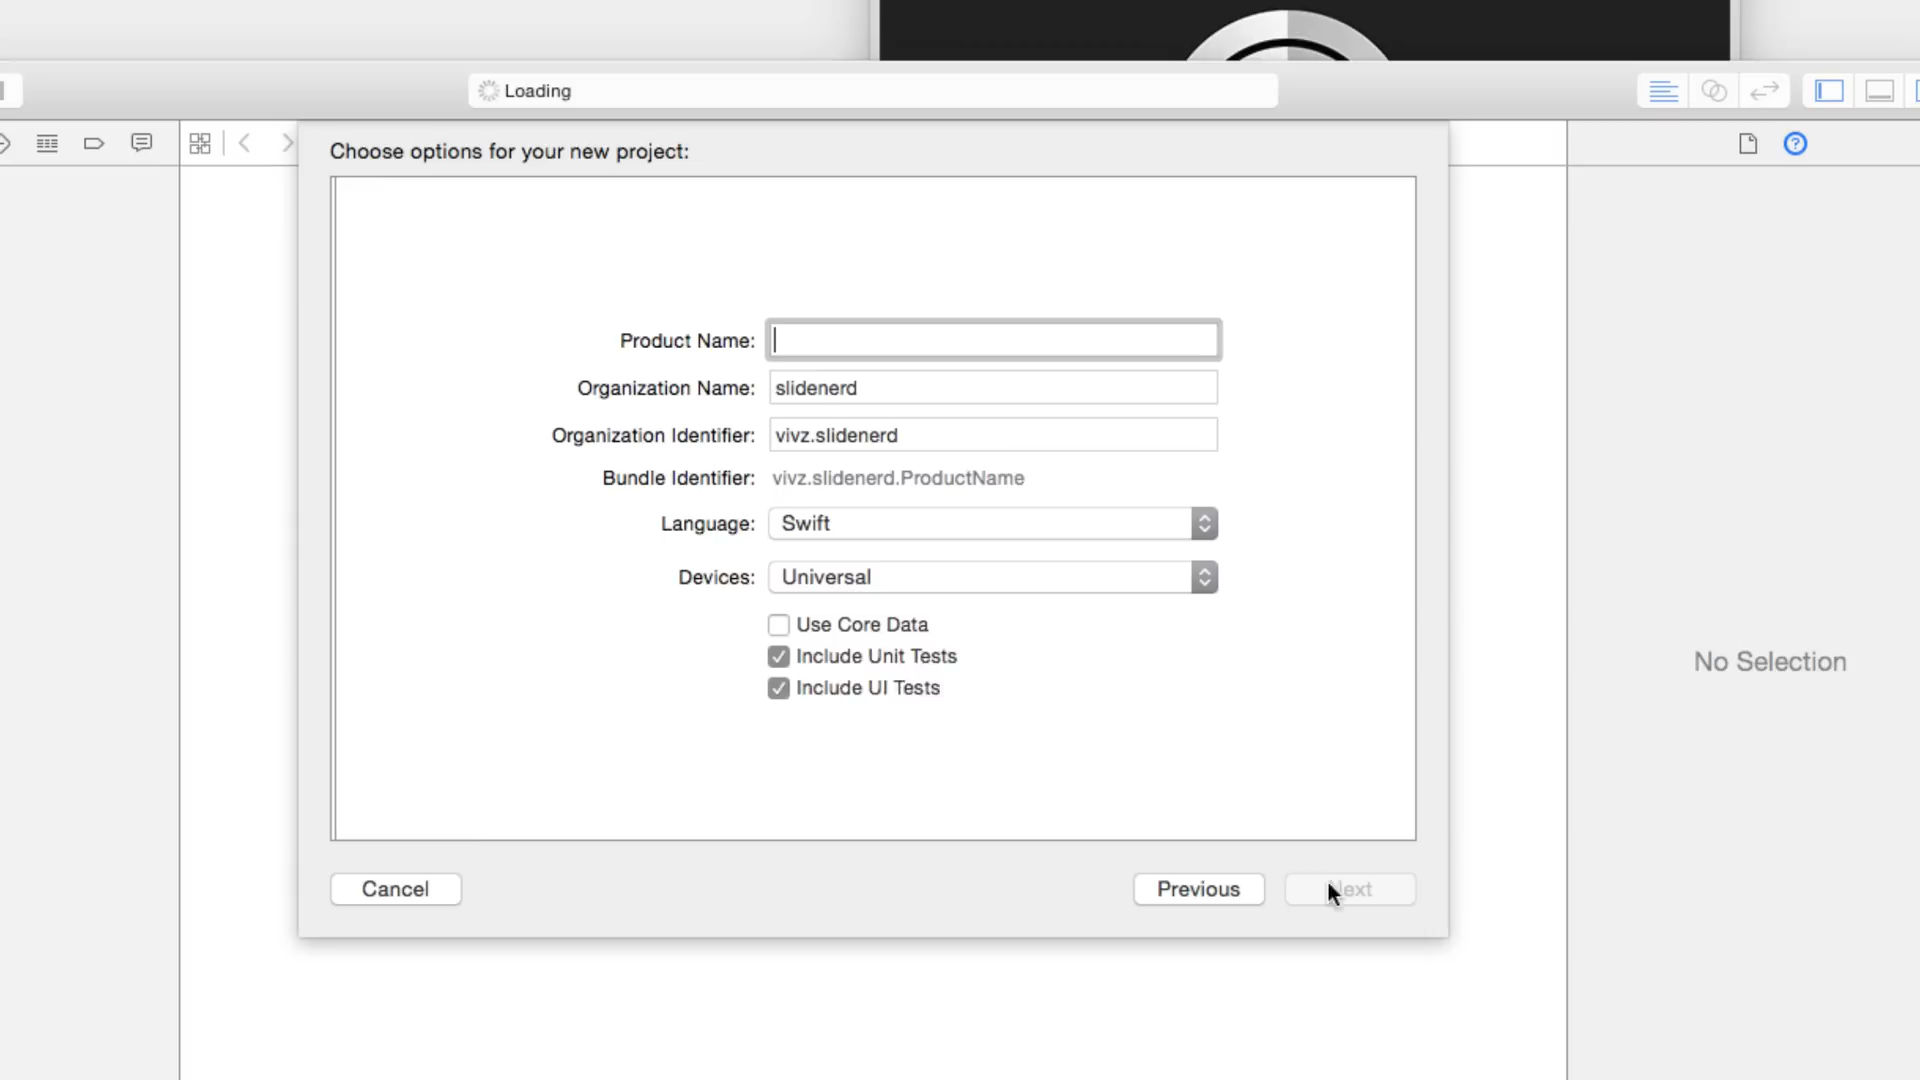 Loading
Choose options for your new project:
Product Name:
Organization Name: slidenerd
Organization Identifier: vivz.slidenerd
Bundle Identifier: vivz.slidenerd.ProductName
Language: Swift
Devices: Universal
Use Core Data
Include Unit Tests
Include UI Tests
No Selection
Cancel
Previous
Next